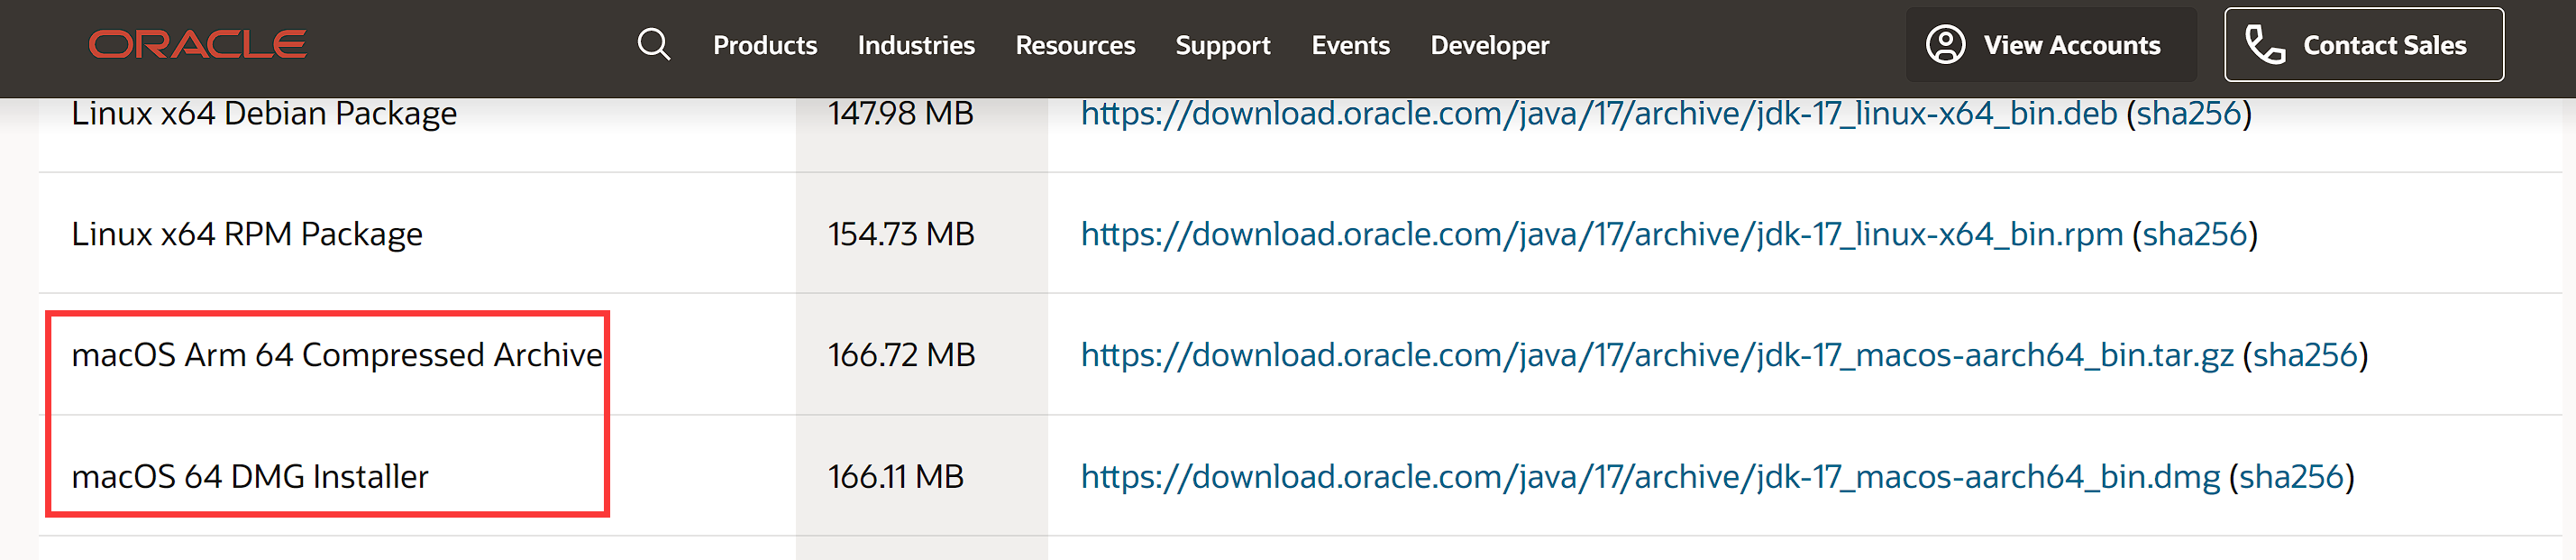 ORACLE Products Industries Resources Support Events Developer View Accounts Contact Sales
Linux x64 Debian Package 147.98 MB https://download.oracle.com/java/17/archive/jdk-17_linux-x64_bin.deb (sha256)
Linux x64 RPM Package 154.73 MB https://download.oracle.com/java/17/archive/jdk-17_linux-x64_bin.rpm (sha256)
macOS Arm 64 Compressed Archive 166.72 MB https://download.oracle.com/java/17/archive/jdk-17_macos-aarch64_bin.tar.gz (sha256)
macOS 64 DMG Installer 166.11 MB https://download.oracle.com/java/17/archive/jdk-17_macos-aarch64_bin.dmg (sha256)